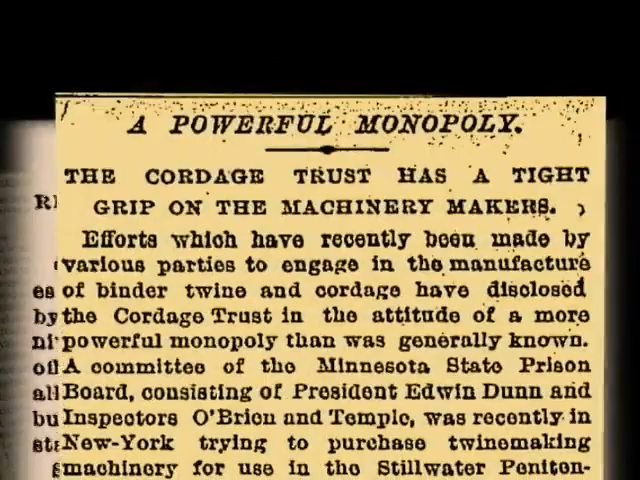 A POWERFUL MONOPOLY.
THE CORDAGE TRUST HAS A TIGHT
GRIP ON THE MACHINERY MAKERS.
Efforts which have recently been made by
various parties to engage in the manufacture
of binder twine and cordage have disclosed
the Cordage Trust in the attitude of a more
powerful monopoly than was generally known.
A committee of the Minnesota State Prison
Board, consisting of President Edwin Dunn and
Inspectors O'Brien and Temple, was recently in
New-York trying to purchase twinemaking
machinery for use in the Stillwater Peniten-